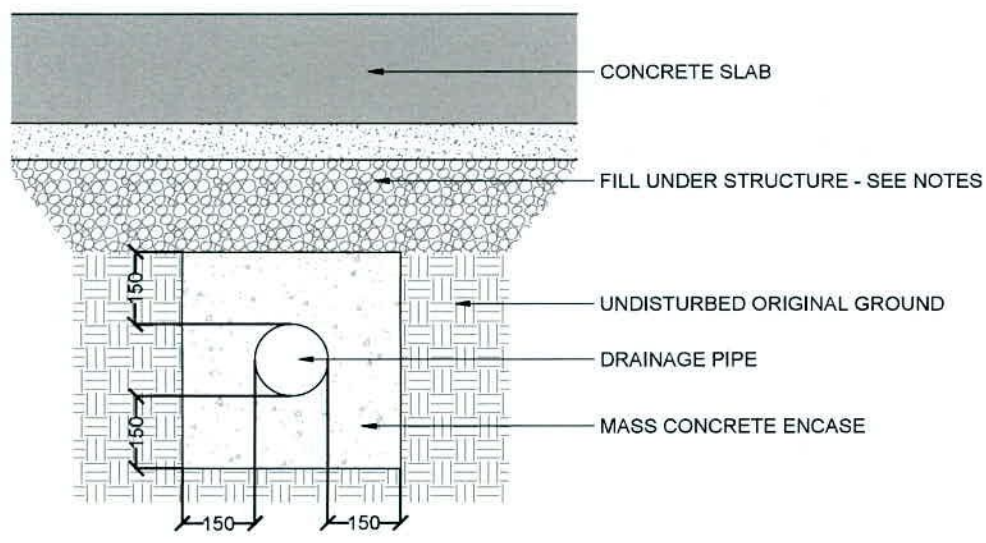 CONCRETE SLAB
FILL UNDER STRUCTURE - SEE NOTES
150
UNDISTURBED ORIGINAL GROUND
DRAINAGE PIPE
150
MASS CONCRETE ENCASE
150
150